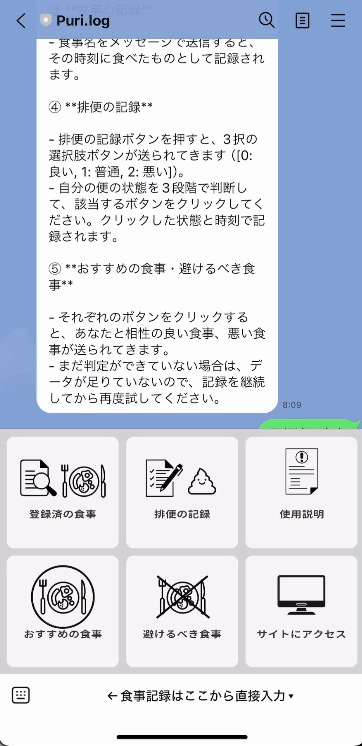 Puri.log
- 食事名をメッセージで送信すると、
その時刻に食べたものとして記録され
ます。
④ **排便の記録**
- 排便の記録ボタンを押すと、3択の
選択肢ボタンが送られてきます（[0:
良い, 1: 普通, 2: 悪い]）。
- 自分の便の状態を3段階で判断し
て、該当するボタンをクリックしてく
ださい。クリックした状態と時刻で記
録されます。
⑤ **おすすめの食事・避けるべき食
事**
- それぞれのボタンをクリックする
と、あなたと相性の良い食事、悪い食
事が送られてきます。
- まだ判定ができていない場合は、デ
ータが足りていないので、記録を継続
してから再度試してください。
8:09
登録済の食事
排便の記録
使用説明
おすすめの食事
避けるべき食事
サイトにアクセス
←食事記録はここから直接入力▾